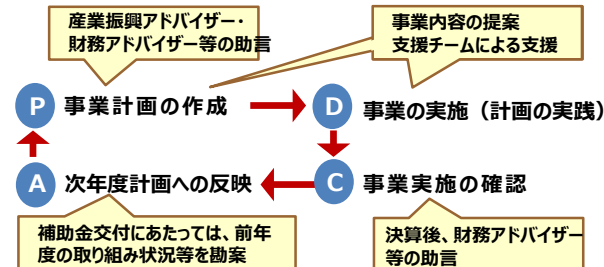 産業振興アドバイザー・
財務アドバイザー等の助言
事業内容の提案
支援チームによる支援
P 事業計画の作成
D 事業の実施（計画の実践）
A 次年度計画への反映
C 事業実施の確認
補助金交付にあたっては、前年
度の取り組み状況等を勘案
決算後、財務アドバイザー
等の助言